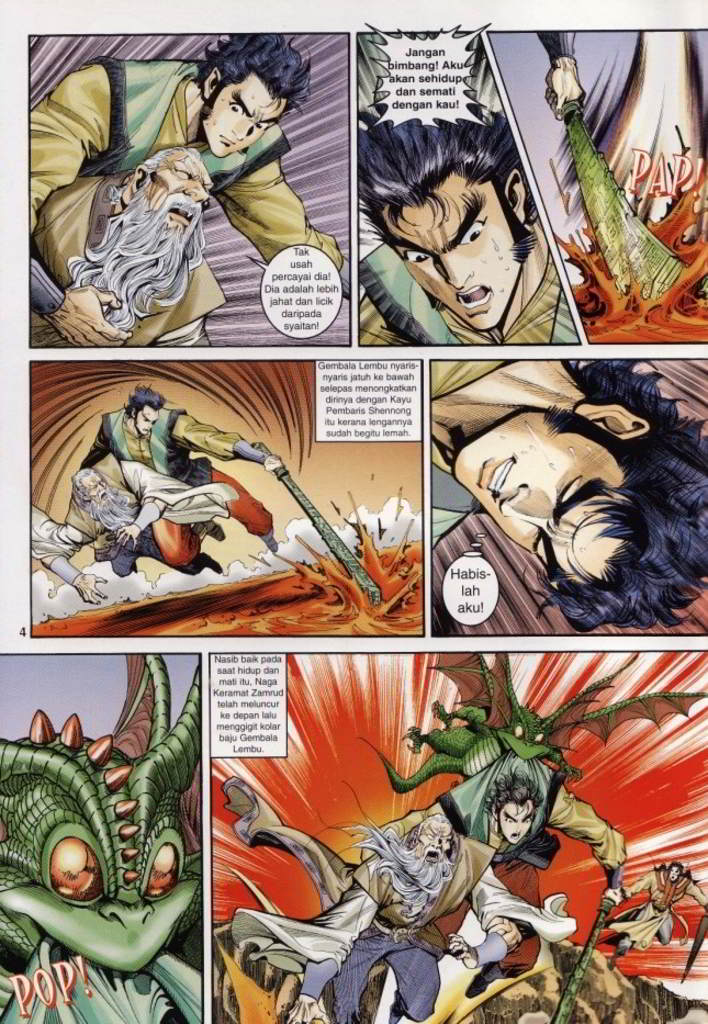 Tak
usah
percayai dia!
Dia adalah lebih
jahat dan licik
daripada
syaitan!
Jangan
bimbang! Aku
akan sehidup
dan semati
dengan kau!
PAP!
Gembala Lembu nyaris-
nyaris jatuh ke bawah
selepas menongkatkan
dirinya dengan Kayu
Pembaris Shennong
itu kerana lengannya
sudah begitu lemah.
Habis-
lah
aku!
4
POP!
Nasib baik pada
saat hidup dan
mati itu, Naga
Keramat Zamrud
telah meluncur
ke depan lalu
menggigit kolar
baju Gembala
Lembu.